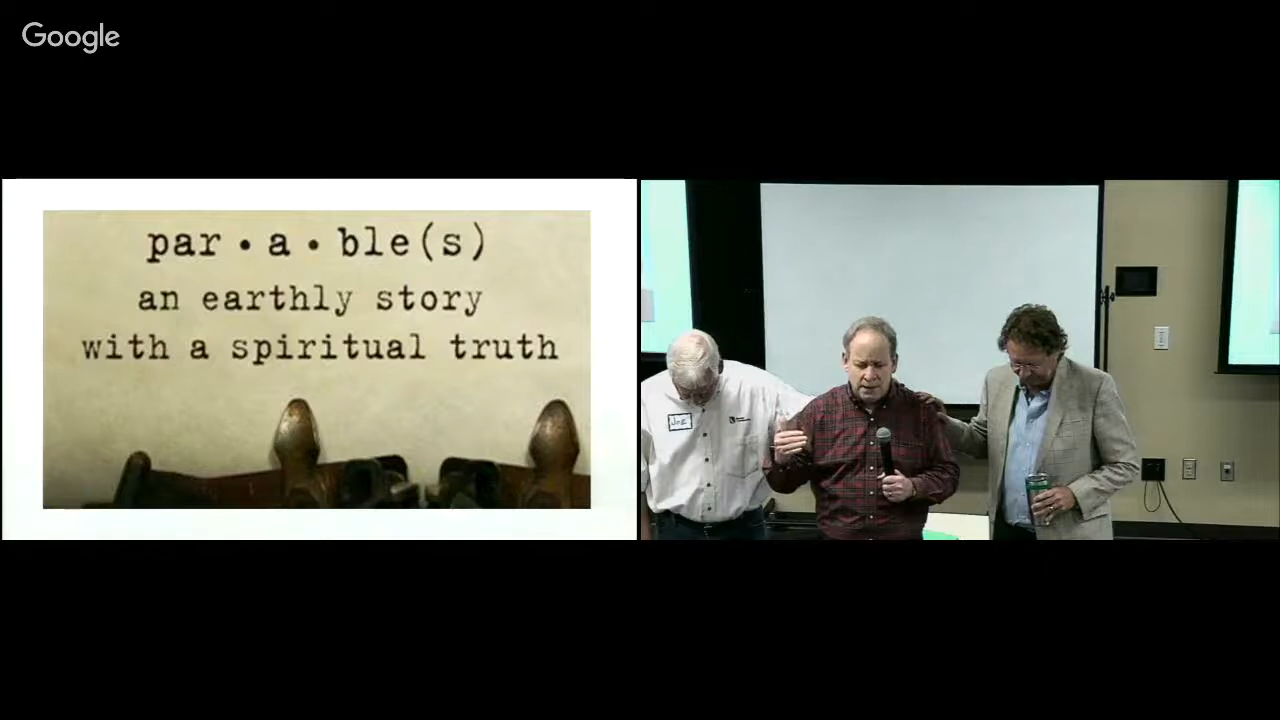 Google
par • a • ble(s)
an earthly story
with a spiritual truth
Joe